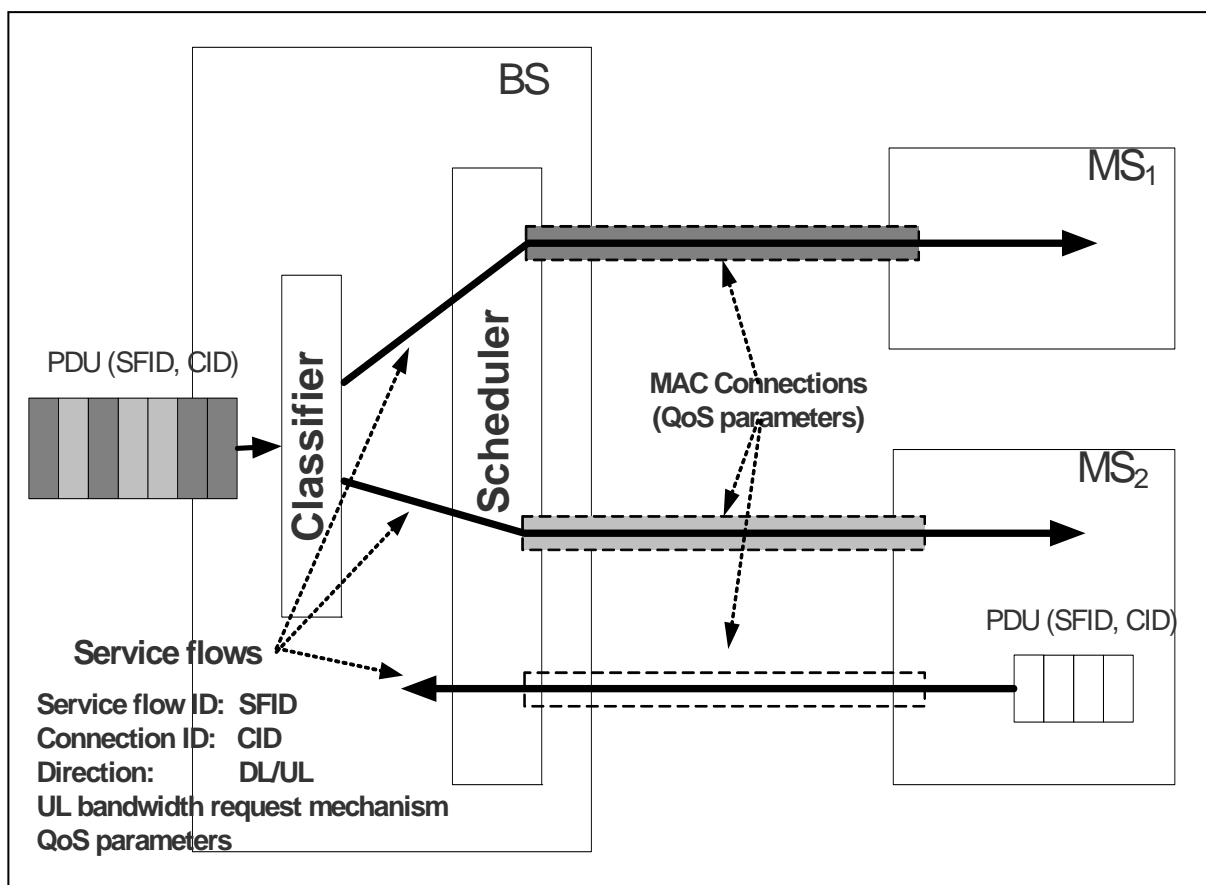 BS
MS1
PDU (SFID, CID)
Classifier
Scheduler
MAC Connections
(QoS parameters)
MS2
PDU (SFID, CID)
Service flows
Service flow ID: SFID
Connection ID: CID
Direction: DL/UL
UL bandwidth request mechanism
QoS parameters